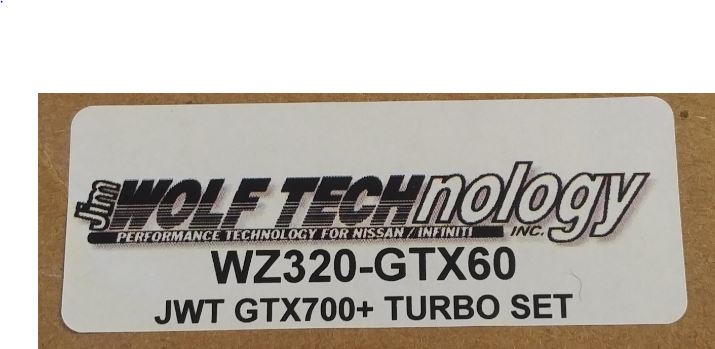 Jim WOLF TECHnology
PERFORMANCE TECHNOLOGY FOR NISSAN / INFINITI INC.
WZ320-GTX60
JWT GTX700+ TURBO SET